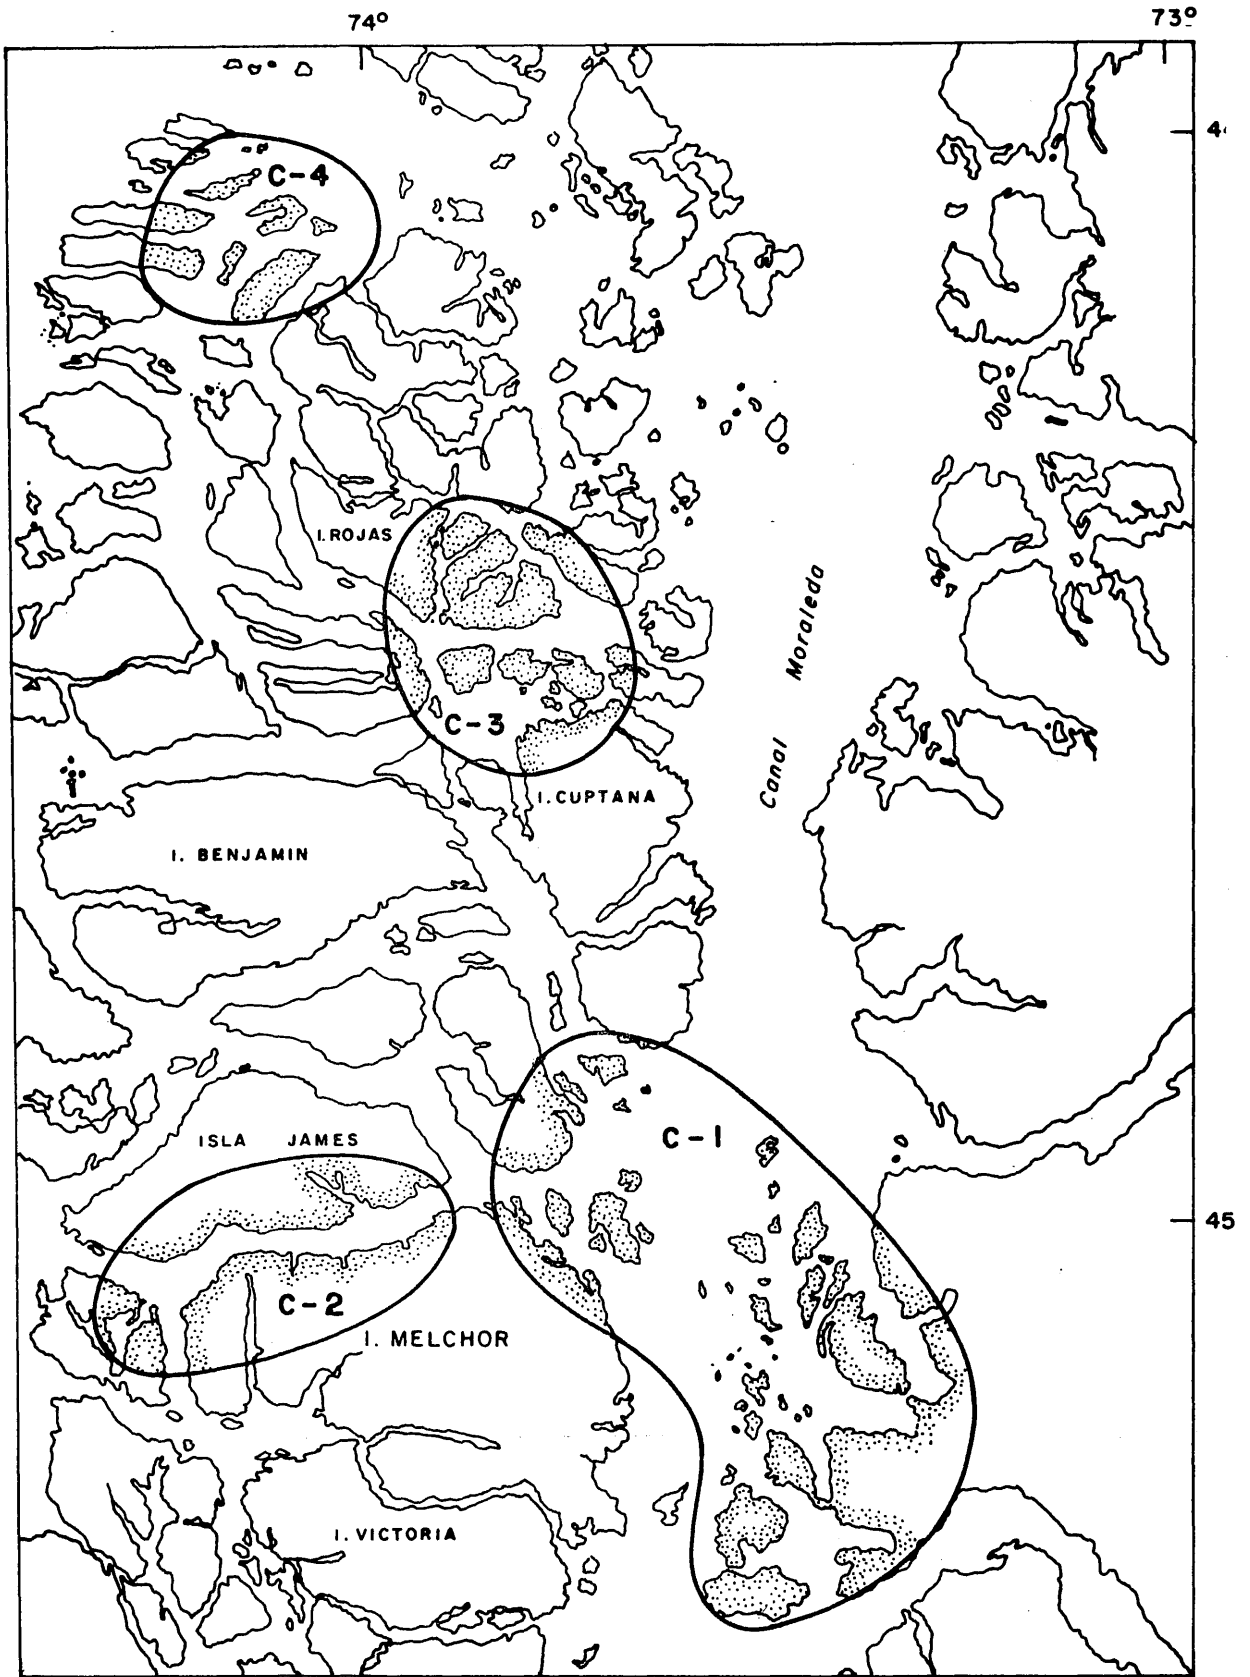 74°
73°
C-4
I. ROJAS
Canal Moraleda
C-3
I. CUPTANA
I. BENJAMIN
C-1
ISLA JAMES
45
C-2
I. MELCHOR
I. VICTORIA